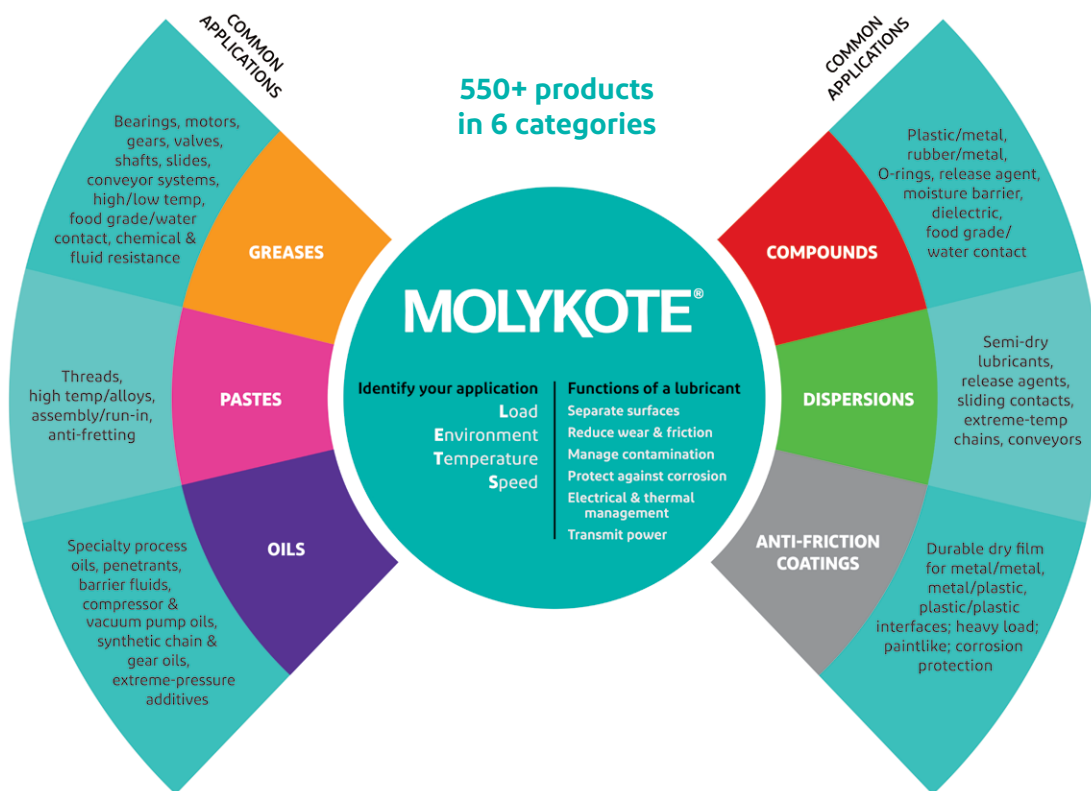 COMMON
APPLICATIONS
550+ products
in 6 categories
COMMON
APPLICATIONS
Bearings, motors,
gears, valves,
shafts, slides,
conveyor systems,
high/low temp,
food grade/water
contact, chemical &
fluid resistance
GREASES
Threads,
high temp/alloys,
assembly/run-in,
anti-fretting
PASTES
Specialty process
oils, penetrants,
barrier fluids,
compressor &
vacuum pump oils,
synthetic chain &
gear oils,
extreme-pressure
additives
OILS
MOLYKOTE®
Identify your application
Load
Environment
Temperature
Speed
Functions of a lubricant
Separate surfaces
Reduce wear & friction
Manage contamination
Protect against corrosion
Electrical & thermal
management
Transmit power
COMPOUNDS
Plastic/metal,
rubber/metal,
O-rings, release agent,
moisture barrier,
dielectric,
food grade/
water contact
DISPERSIONS
Semi-dry
lubricants,
release agents,
sliding contacts,
extreme-temp
chains, conveyors
ANTI-FRICTION
COATINGS
Durable dry film
for metal/metal,
metal/plastic,
plastic/plastic
interfaces; heavy load;
paintlike; corrosion
protection